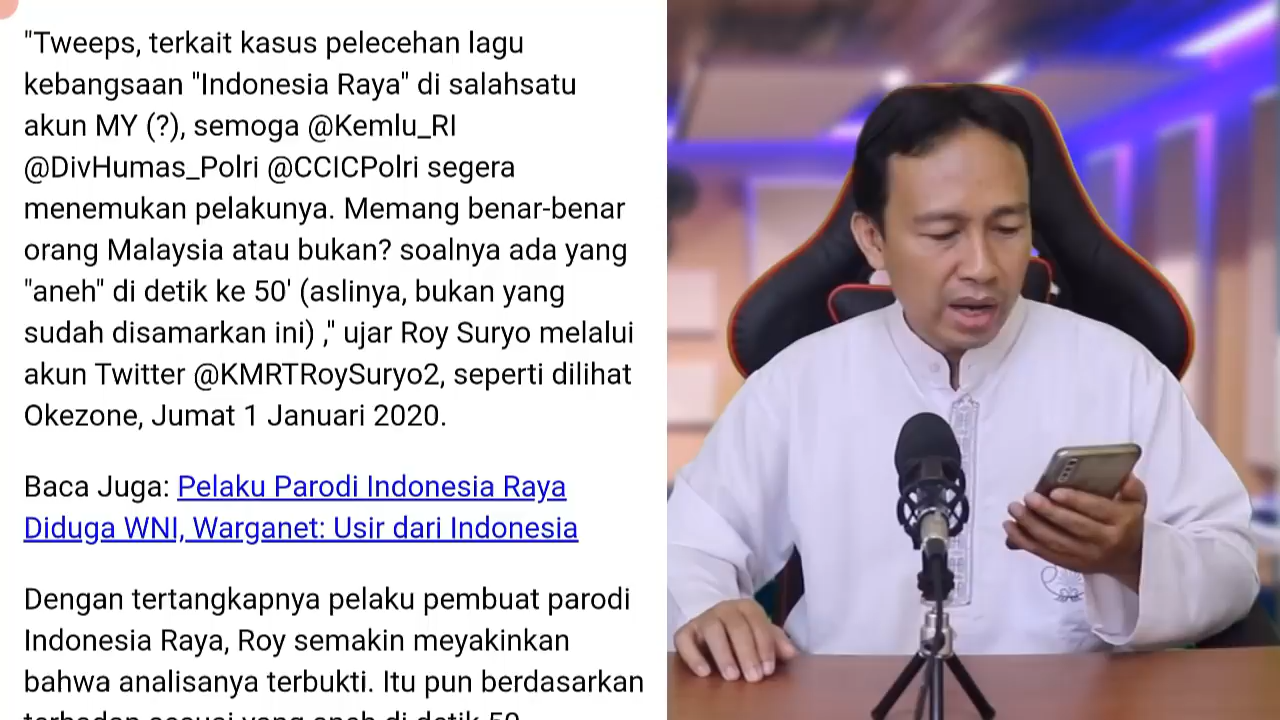 "Tweeps, terkait kasus pelecehan lagu
kebangsaan "Indonesia Raya" di salahsatu
akun MY (?), semoga @Kemlu_RI
@DivHumas_Polri @CCICPolri segera
menemukan pelakunya. Memang benar-benar
orang Malaysia atau bukan? soalnya ada yang
"aneh" di detik ke 50' (aslinya, bukan yang
sudah disamarkan ini) ," ujar Roy Suryo melalui
akun Twitter @KMRTRoySuryo2, seperti dilihat
Okezone, Jumat 1 Januari 2020.
Baca Juga: Pelaku Parodi Indonesia Raya
Diduga WNI, Warganet: Usir dari Indonesia
Dengan tertangkapnya pelaku pembuat parodi
Indonesia Raya, Roy semakin meyakinkan
bahwa analisanya terbukti. Itu pun berdasarkan